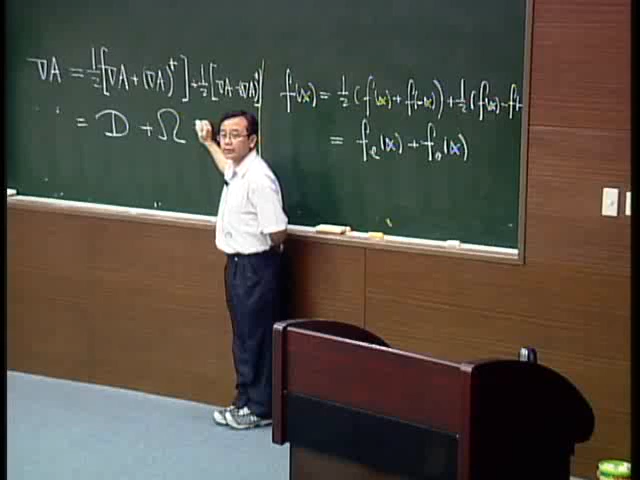 ∇A = 1/2[∇A + (∇A)⁺] + 1/2[∇A - (∇A)⁺]
= D + Ω
f(x) = 1/2(f(x) + f(-x)) + 1/2(f(x) - f(
= fₑ(x) + fₒ(x)